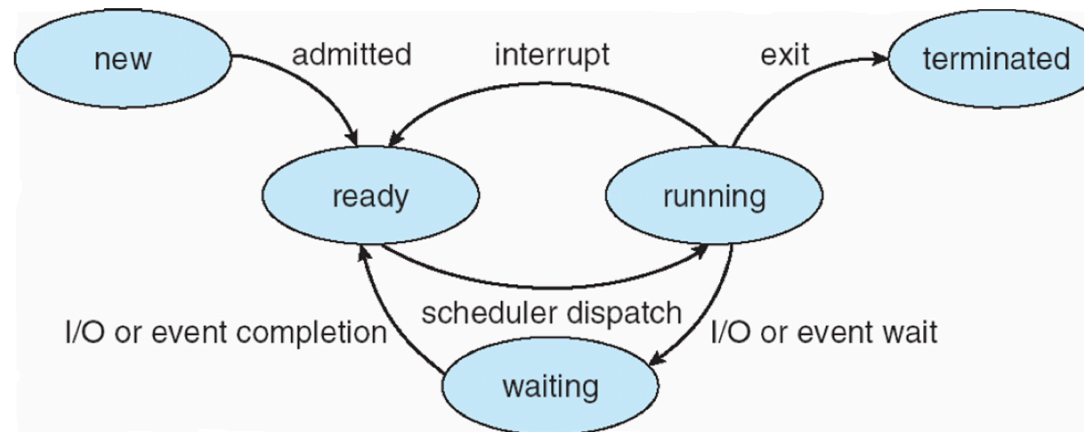 new
admitted
interrupt
exit
terminated
ready
running
scheduler dispatch
I/O or event completion
I/O or event wait
waiting